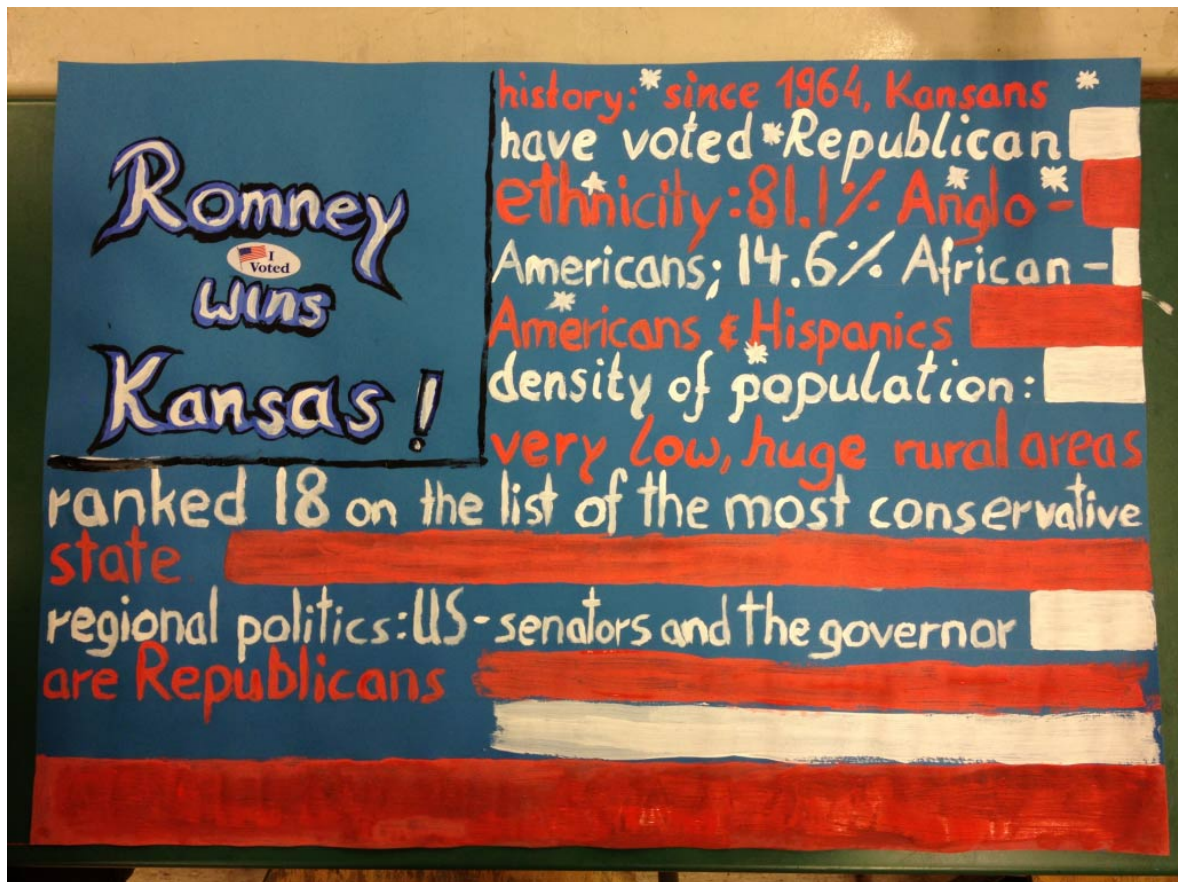 Romney
I
Voted
wins
Kansas!
history: *since 1964, Kansans *
have voted *Republican
ethnicity: 81.1% Anglo-
Americans; 14.6% African-
Americans & Hispanics
density of population:
very low, huge rural areas
ranked 18 on the list of the most conservative
state
regional politics: US-senators and the governor
are Republicans